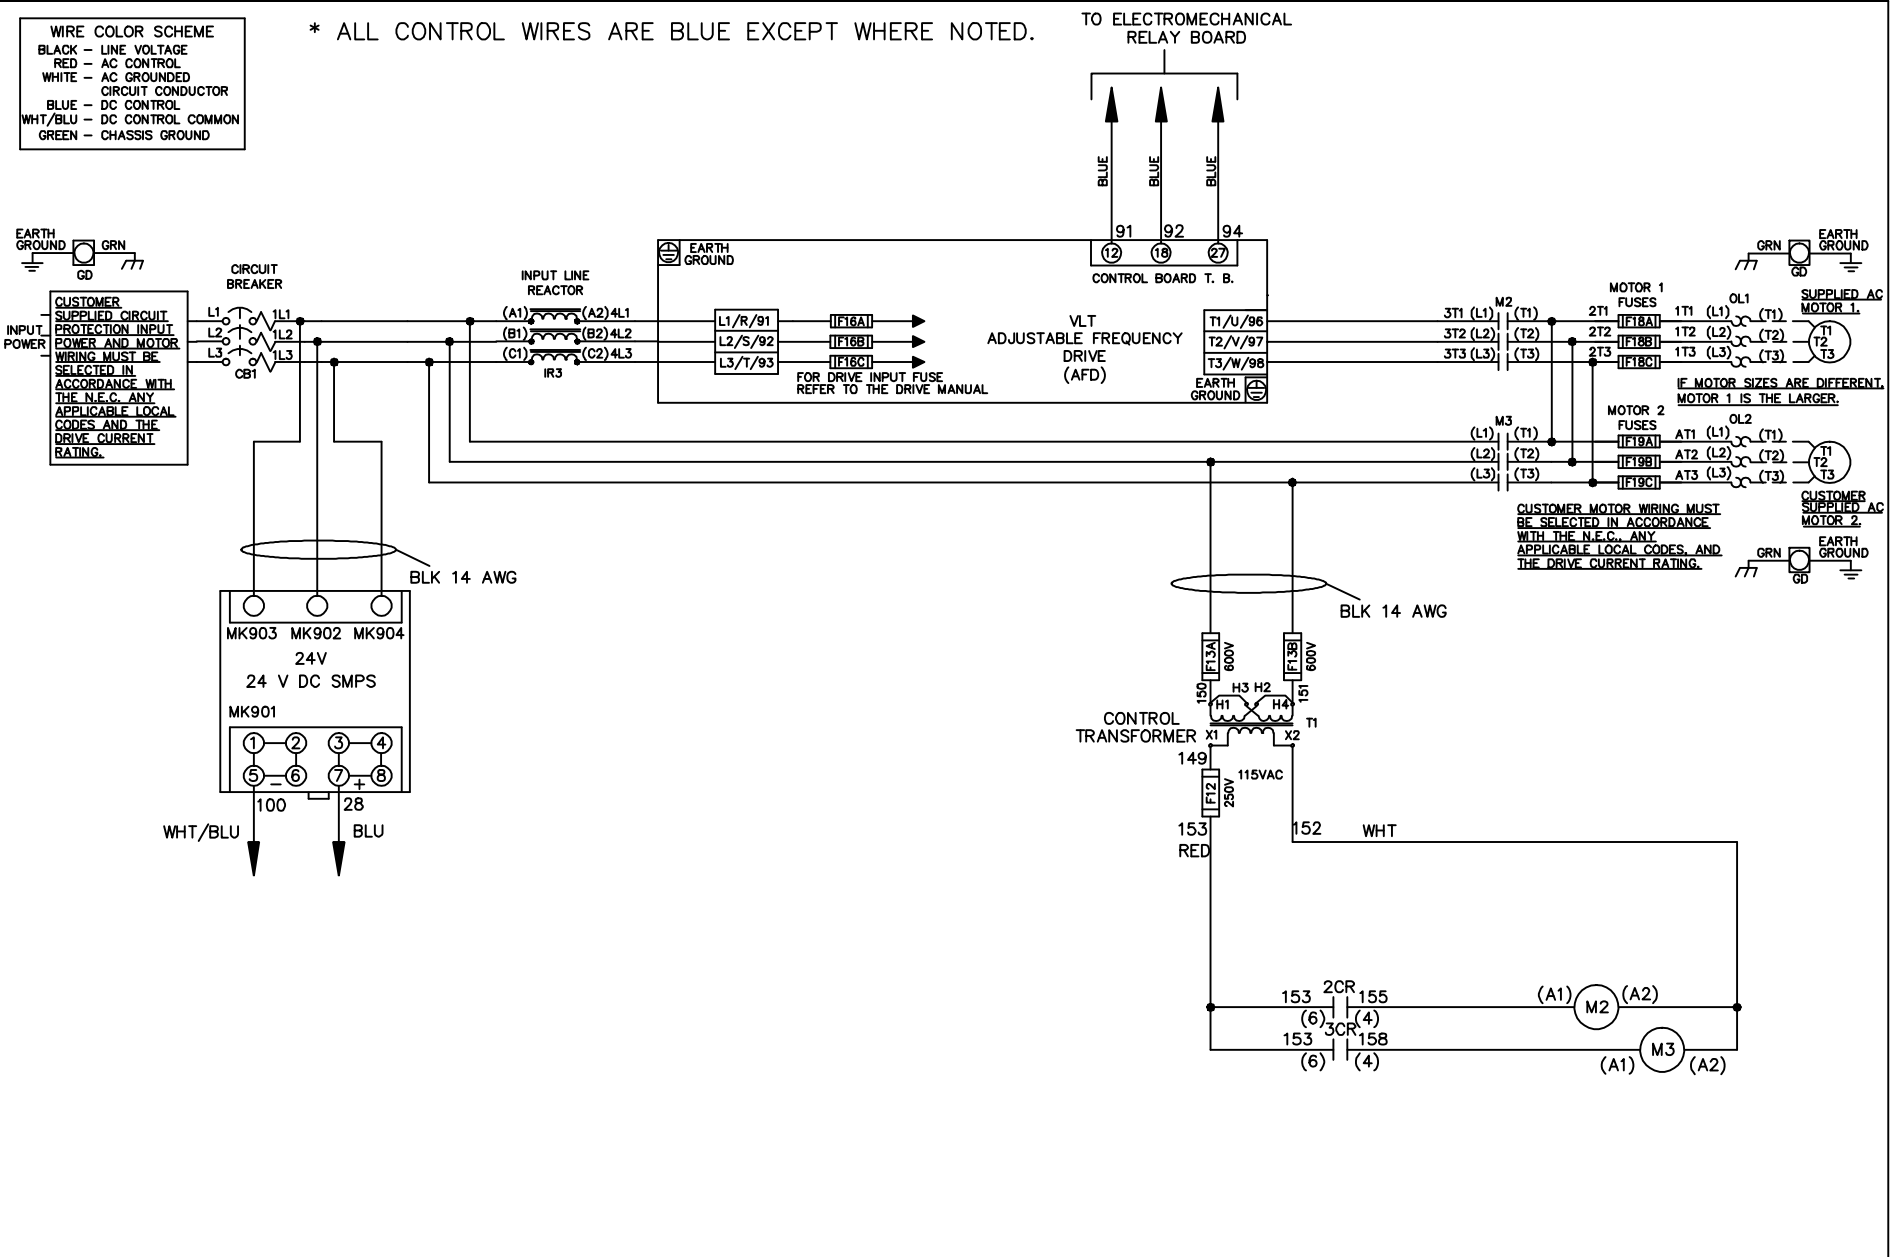 WIRE COLOR SCHEME
BLACK – LINE VOLTAGE
RED – AC CONTROL
WHITE – AC GROUNDED
CIRCUIT CONDUCTOR
BLUE – DC CONTROL
WHT/BLU – DC CONTROL COMMON
GREEN – CHASSIS GROUND
* ALL CONTROL WIRES ARE BLUE EXCEPT WHERE NOTED.
TO ELECTROMECHANICAL
RELAY BOARD
BLUE
BLUE
BLUE
91 92 94
12 18 27
CONTROL BOARD T. B.
EARTH
GROUND
GRN
GD
INPUT
POWER
CUSTOMER
SUPPLIED CIRCUIT
PROTECTION INPUT
POWER AND MOTOR
WIRING MUST BE
SELECTED IN
ACCORDANCE WITH
THE N.E.C. ANY
APPLICABLE LOCAL
CODES AND THE
DRIVE CURRENT
RATING.
CIRCUIT
BREAKER
L1 1L1
L2 1L2
L3 1L3
CB1
INPUT LINE
REACTOR
(A1) (A2) 4L1
(B1) (B2) 4L2
(C1) (C2) 4L3
IR3
EARTH
GROUND
L1/R/91 F16A
L2/S/92 F16B
L3/T/93 F16C
FOR DRIVE INPUT FUSE
REFER TO THE DRIVE MANUAL
VLT
ADJUSTABLE FREQUENCY
DRIVE
(AFD)
T1/U/96
T2/V/97
T3/W/98
EARTH
GROUND
M2
3T1 (L1) (T1)
3T2 (L2) (T2)
3T3 (L3) (T3)
MOTOR 1
FUSES
2T1 F18A 1T1 (L1) (T1)
2T2 F18B 1T2 (L2) (T2)
2T3 F18C 1T3 (L3) (T3)
OL1
GRN
GD
EARTH
GROUND
SUPPLIED AC
MOTOR 1.
T1
T2
T3
IF MOTOR SIZES ARE DIFFERENT,
MOTOR 1 IS THE LARGER.
M3
(L1) (T1)
(L2) (T2)
(L3) (T3)
MOTOR 2
FUSES
F19A AT1 (L1) (T1)
F19B AT2 (L2) (T2)
F19C AT3 (L3) (T3)
OL2
T1
T2
T3
CUSTOMER
SUPPLIED AC
MOTOR 2.
CUSTOMER MOTOR WIRING MUST
BE SELECTED IN ACCORDANCE
WITH THE N.E.C., ANY
APPLICABLE LOCAL CODES, AND
THE DRIVE CURRENT RATING.
GRN
GD
EARTH
GROUND
BLK 14 AWG
MK903 MK902 MK904
24V
24 V DC SMPS
MK901
1 2 3 4
5 – 6 7 + 8
100 28
WHT/BLU BLU
BLK 14 AWG
F13A 600V
F13B 600V
150 H3 H2 151
H1 H4
CONTROL
TRANSFORMER
T1
X1 X2
149
115VAC
F12 250V
153
RED
152 WHT
153 2CR 155 (A1) M2 (A2)
(6) (4)
153 3CR 158 M3
(6) (4) (A1) (A2)